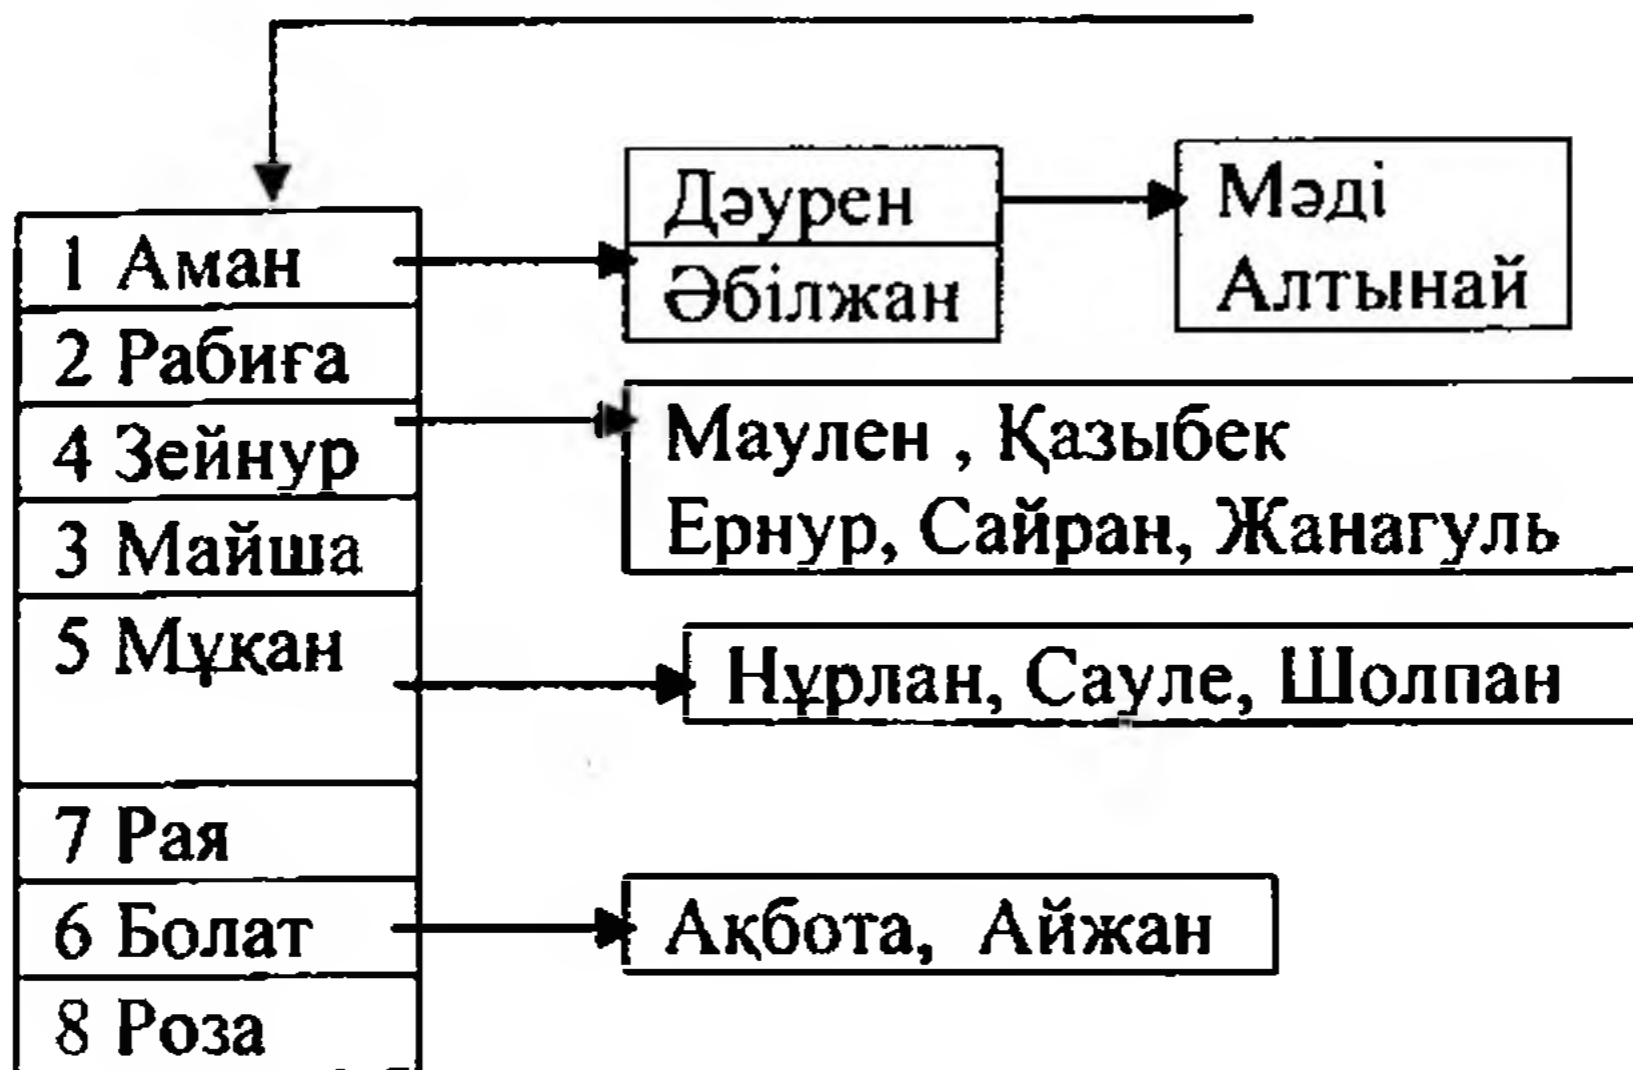 1 Аман
2 Рабиға
4 Зейнур
3 Майша
5 Мұқан
7 Рая
6 Болат
8 Роза
Дәурен
Әбілжан
Мәді
Алтынай
Маулен , Қазыбек
Ернур, Сайран, Жанагуль
Нұрлан, Сауле, Шолпан
Ақбота, Айжан